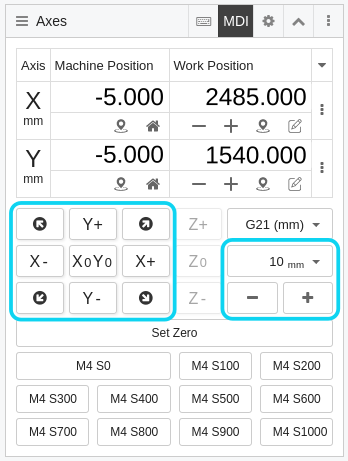 Axes MDI
Axis Machine Position Work Position
X mm -5.000 2485.000
Y mm -5.000 1540.000
Y+ Z+ G21 (mm)
X- X0Y0 X+ Z0 10 mm
Y- Z-
Set Zero
M4 S0 M4 S100 M4 S200
M4 S300 M4 S400 M4 S500 M4 S600
M4 S700 M4 S800 M4 S900 M4 S1000